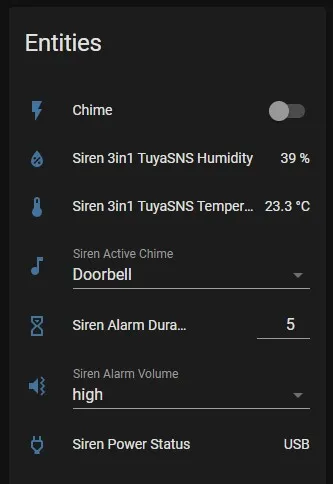 Entities
Chime
Siren 3in1 TuyaSNS Humidity 39 %
Siren 3in1 TuyaSNS Temper... 23.3 °C
Siren Active Chime
Doorbell
Siren Alarm Dura... 5
Siren Alarm Volume
high
Siren Power Status USB